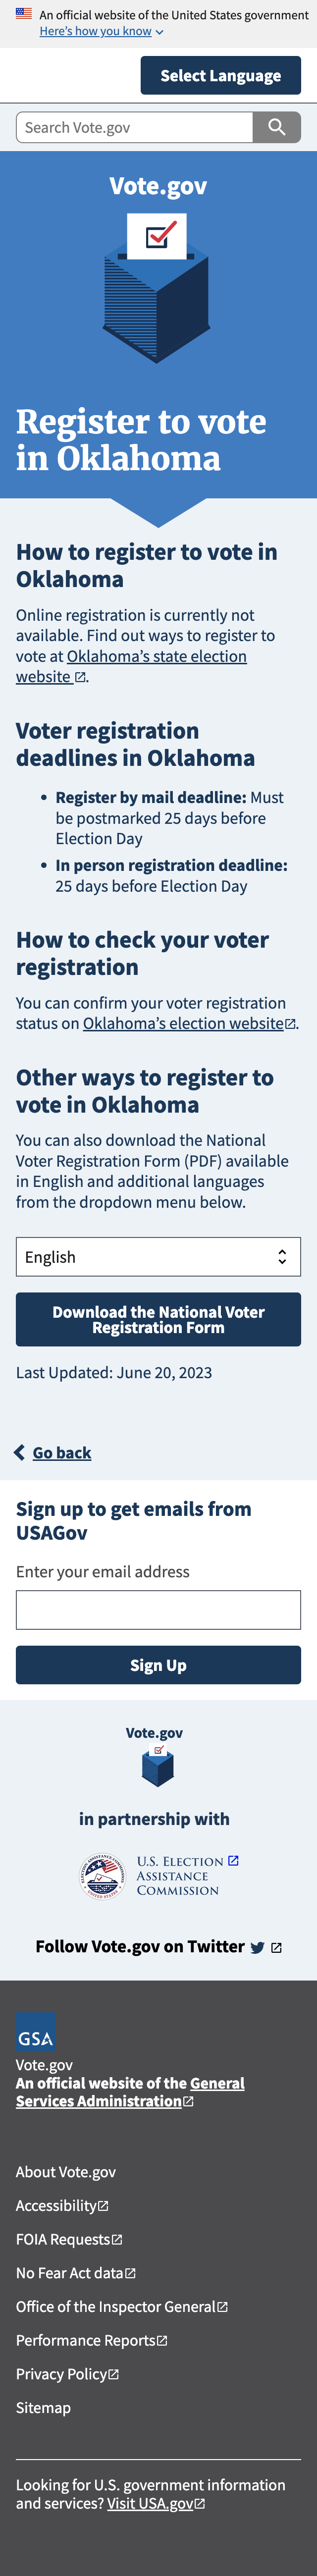 An official website of the United States government
Here's how you know
Select Language
Search Vote.gov
Vote.gov
Register to vote
in Oklahoma
How to register to vote in
Oklahoma
Online registration is currently not
available. Find out ways to register to
vote at Oklahoma's state election
website.
Voter registration
deadlines in Oklahoma
• Register by mail deadline: Must
be postmarked 25 days before
Election Day
• In person registration deadline:
25 days before Election Day
How to check your voter
registration
You can confirm your voter registration
status on Oklahoma's election website.
Other ways to register to
vote in Oklahoma
You can also download the National
Voter Registration Form (PDF) available
in English and additional languages
from the dropdown menu below.
English
Download the National Voter
Registration Form
Last Updated: June 20, 2023
Go back
Sign up to get emails from
USAGov
Enter your email address
Sign Up
Vote.gov
in partnership with
U.S. ELECTION
ASSISTANCE
COMMISSION
Follow Vote.gov on Twitter
GSA
Vote.gov
An official website of the General
Services Administration
About Vote.gov
Accessibility
FOIA Requests
No Fear Act data
Office of the Inspector General
Performance Reports
Privacy Policy
Sitemap
Looking for U.S. government information
and services? Visit USA.gov